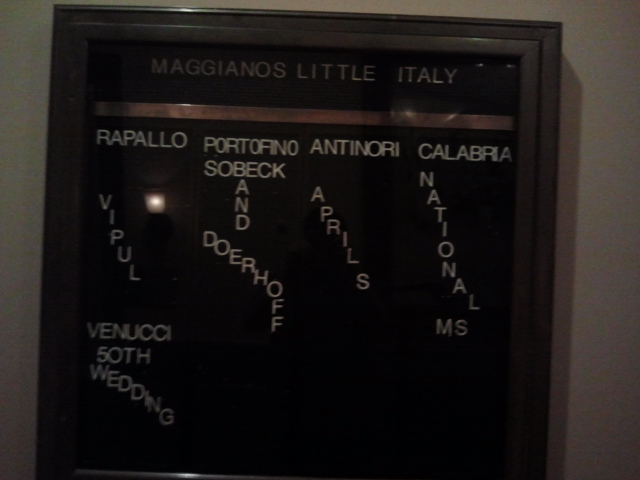 MAGGIANOS LITTLE ITALY
RAPALLO
VIPUL
PORTOFINO
SOBECK
AND
DOERHOFF
ANTINORI
APRILS
CALABRIA
NATIONAL
MS
VENUCCI
50TH
WEDDING